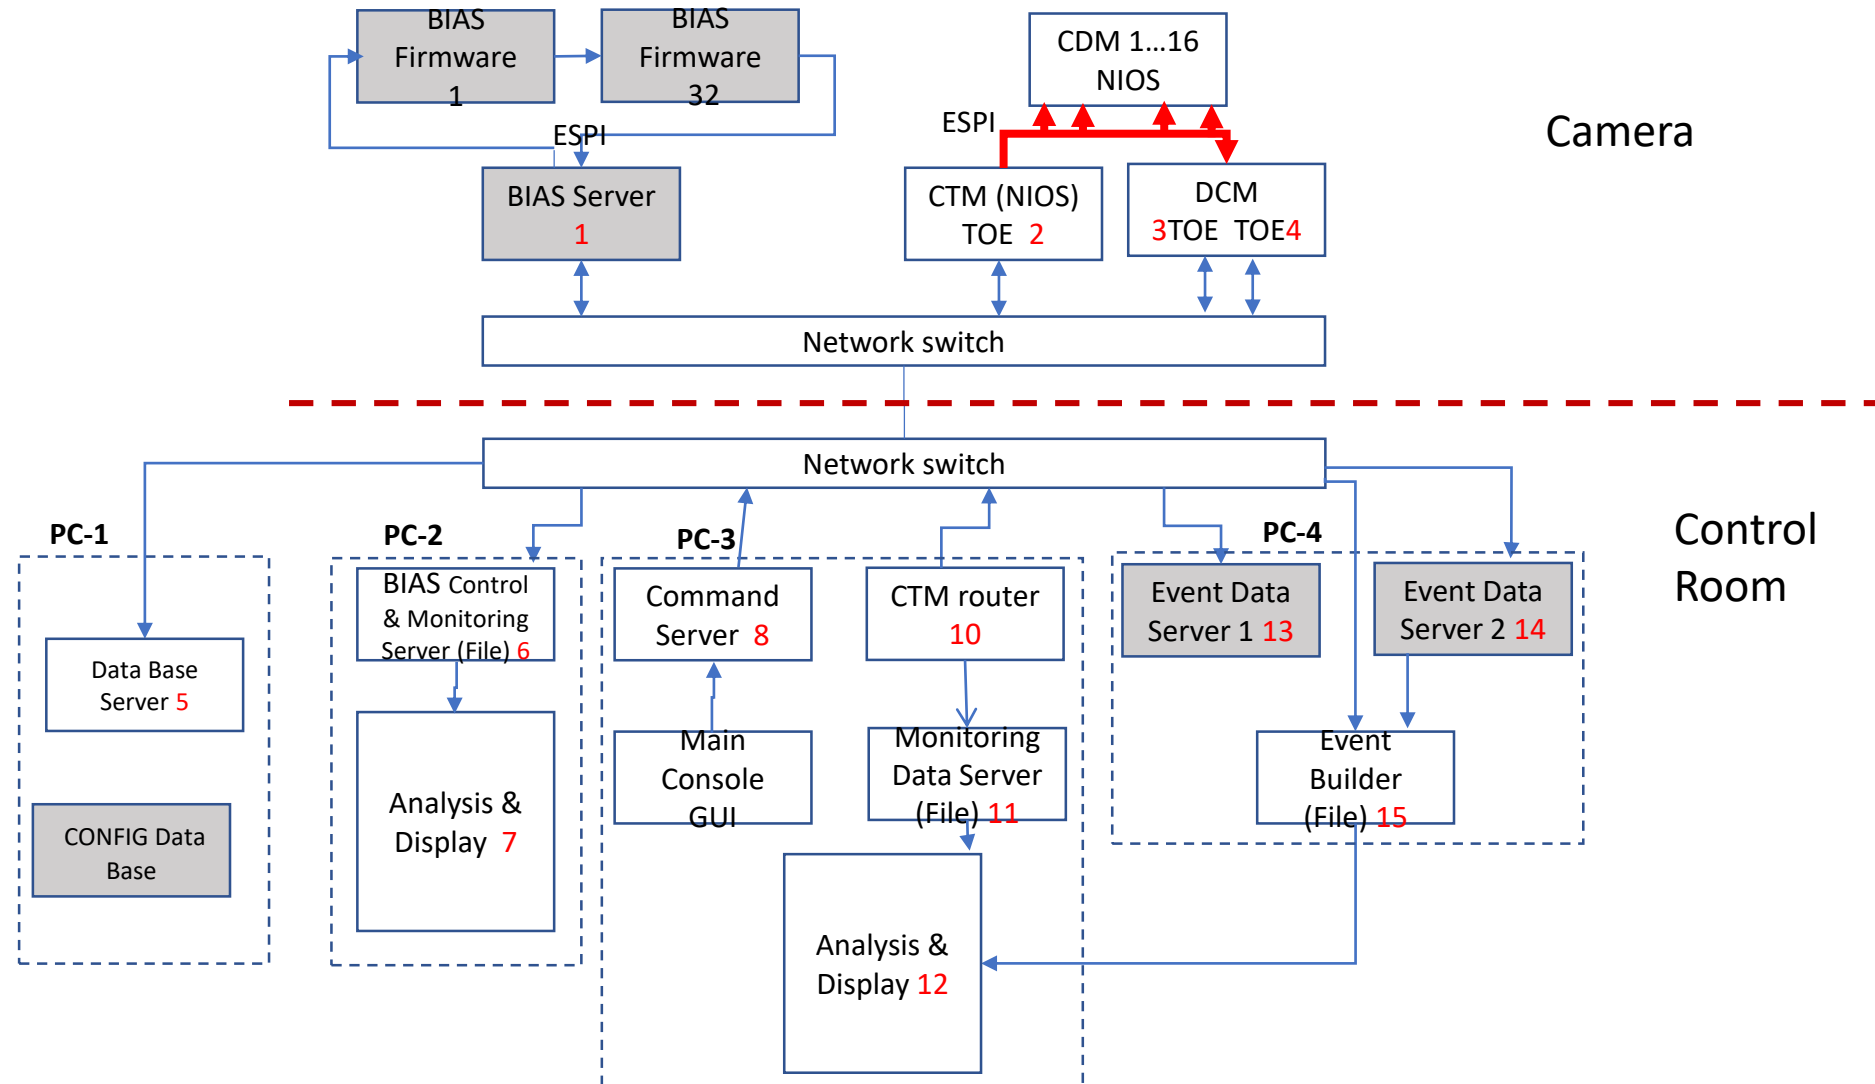 BIAS
Firmware
1
BIAS
Firmware
32
CDM 1...16
NIOS
ESPI
ESPI
Camera
BIAS Server
1
CTM (NIOS)
TOE 2
DCM
3TOE TOE4
Network switch
Network switch
PC-1
PC-2
PC-3
PC-4
Control
Room
BIAS Control
& Monitoring
Server (File) 6
Command
Server 8
CTM router
10
Event Data
Server 1 13
Event Data
Server 2 14
Data Base
Server 5
Main
Console
GUI
Monitoring
Data Server
(File) 11
Event
Builder
(File) 15
Analysis &
Display 7
CONFIG Data
Base
Analysis &
Display 12